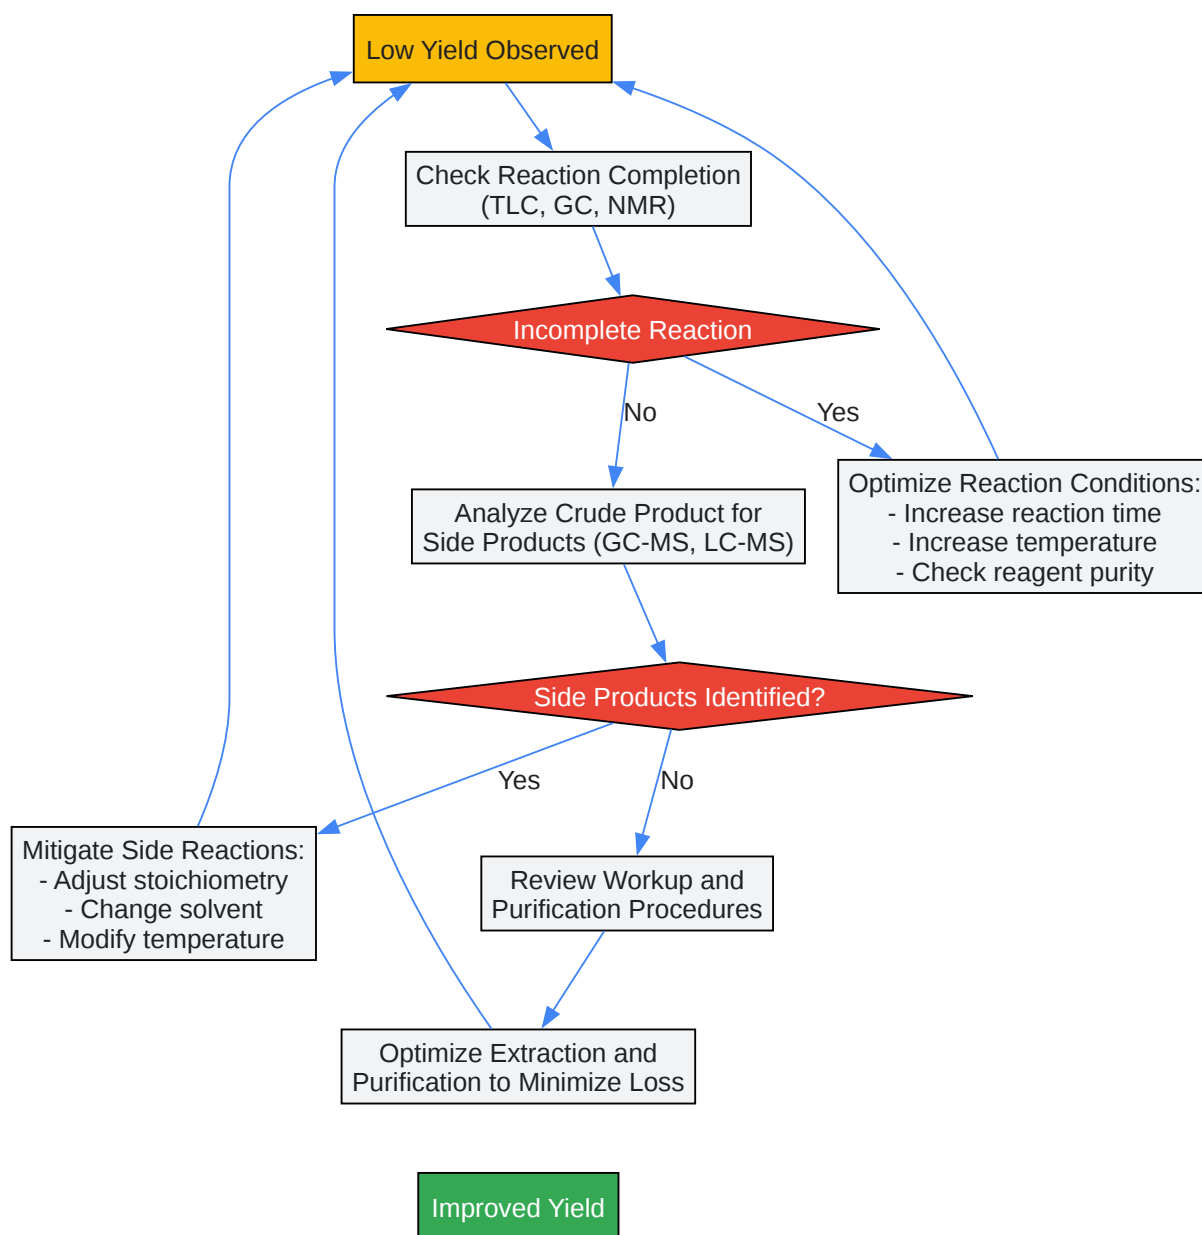 Low Yield Observed
Check Reaction Completion
(TLC, GC, NMR)
Incomplete Reaction
No
Yes
Optimize Reaction Conditions:
- Increase reaction time
- Increase temperature
- Check reagent purity
Analyze Crude Product for
Side Products (GC-MS, LC-MS)
Side Products Identified?
Yes
No
Mitigate Side Reactions:
- Adjust stoichiometry
- Change solvent
- Modify temperature
Review Workup and
Purification Procedures
Optimize Extraction and
Purification to Minimize Loss
Improved Yield